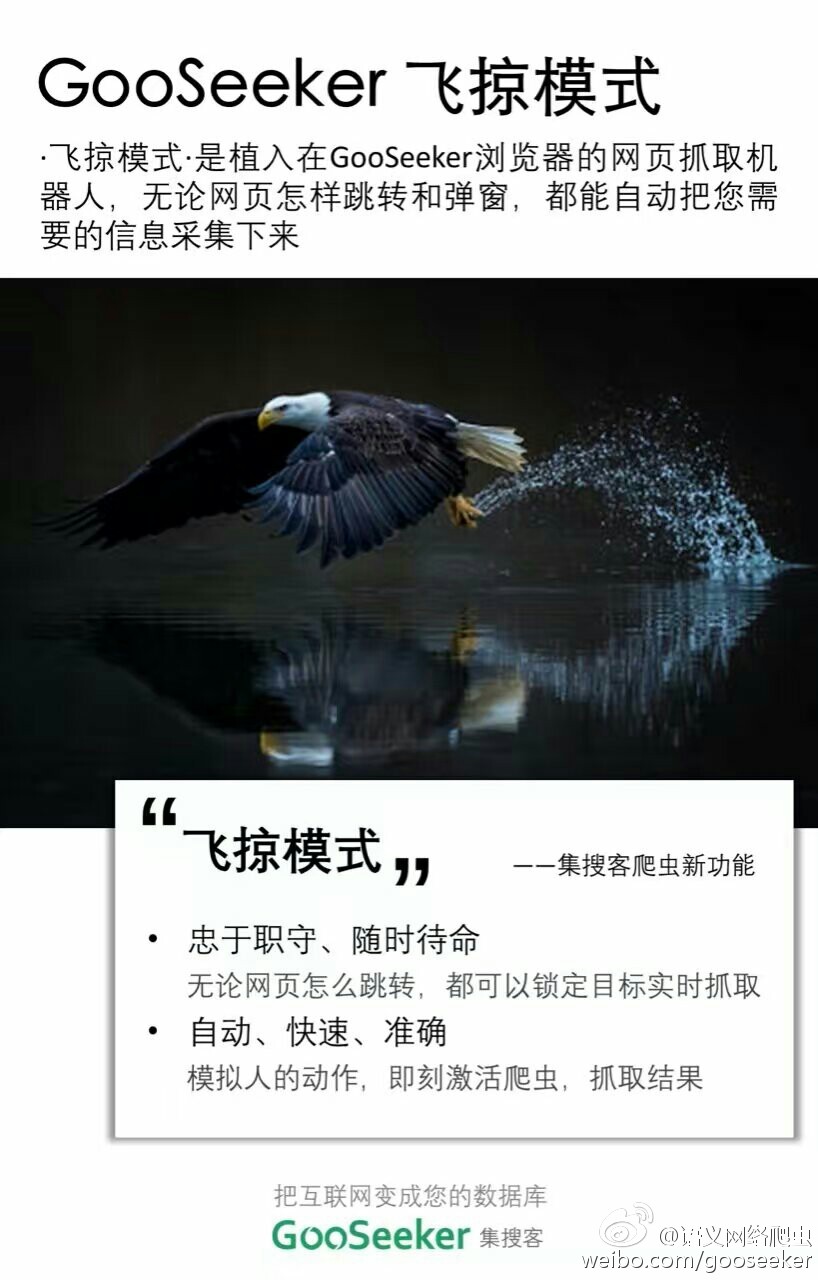 GooSeeker 飞掠模式
·飞掠模式·是植入在GooSeeker浏览器的网页抓取机
器人，无论网页怎样跳转和弹窗，都能自动把您需
要的信息采集下来
“飞掠模式”
——集搜客爬虫新功能
• 忠于职守、随时待命
无论网页怎么跳转，都可以锁定目标实时抓取
• 自动、快速、准确
模拟人的动作，即刻激活爬虫，抓取结果
把互联网变成您的数据库
GooSeeker 集搜客
@语义网络爬虫
weibo.com/gooseeker